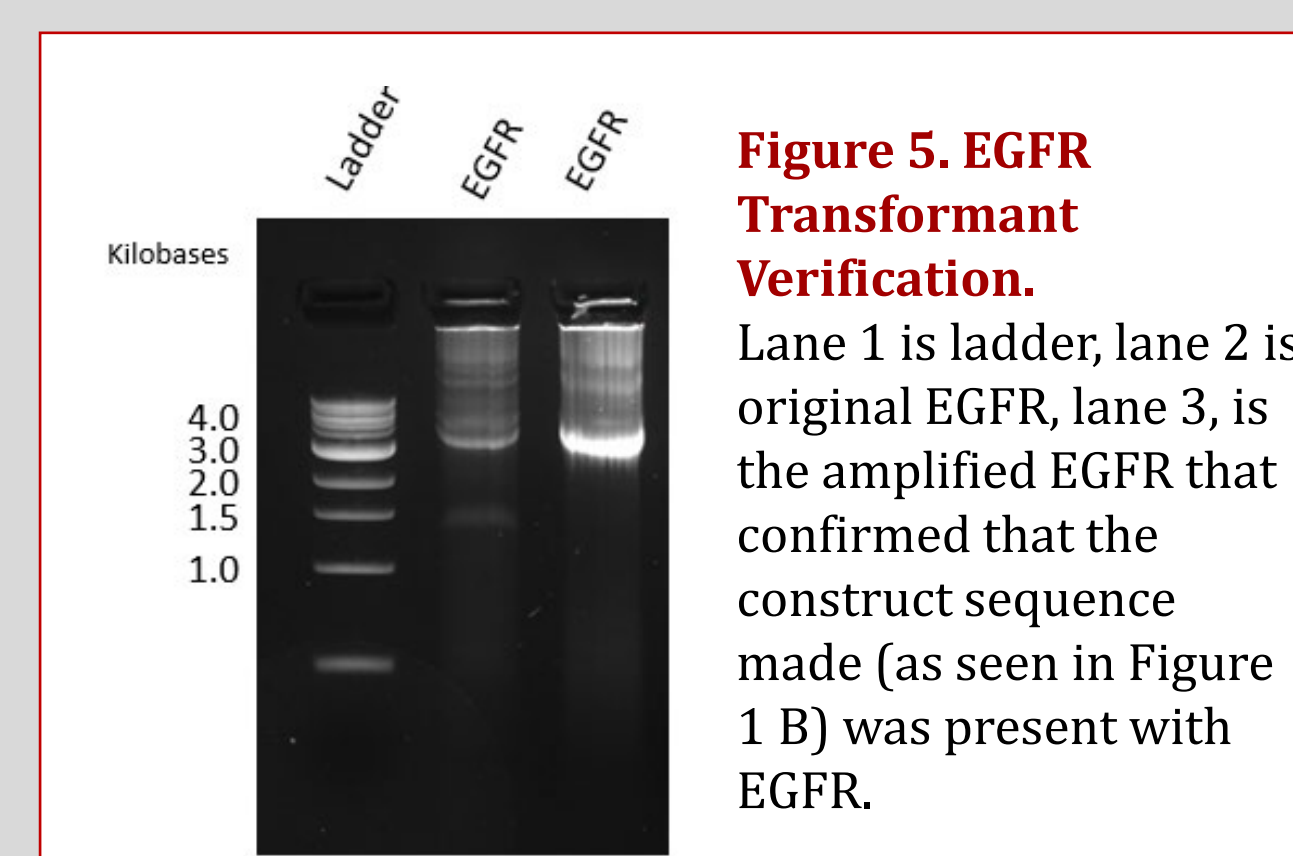 Ladder
EGFR
EGFR
Kilobases
4.0
3.0
2.0
1.5
1.0
Figure 5. EGFR
Transformant
Verification.
Lane 1 is ladder, lane 2 is
original EGFR, lane 3, is
the amplified EGFR that
confirmed that the
construct sequence
made (as seen in Figure
1 B) was present with
EGFR.